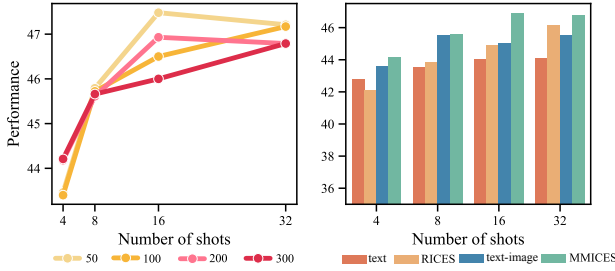 47
46
45
44
Performance
4 8 16 32
Number of shots
50 100 200 300
46
44
42
40
38
36
4 8 16 32
Number of shots
text RICES text-image MMICES